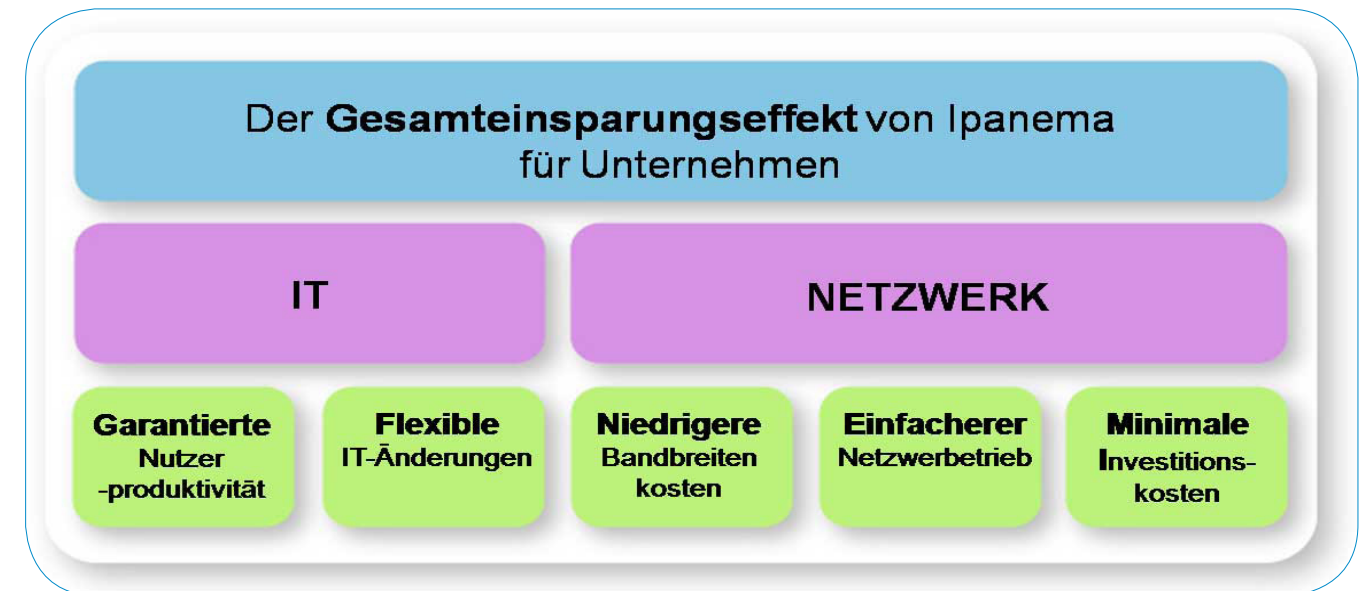 Der Gesamteinsparungseffekt von Ipanema
für Unternehmen
IT
NETZWERK
Garantierte
Nutzer
-produktivität
Flexible
IT-Änderungen
Niedrigere
Bandbreiten
kosten
Einfacherer
Netzwerbetrieb
Minimale
Investitions-
kosten